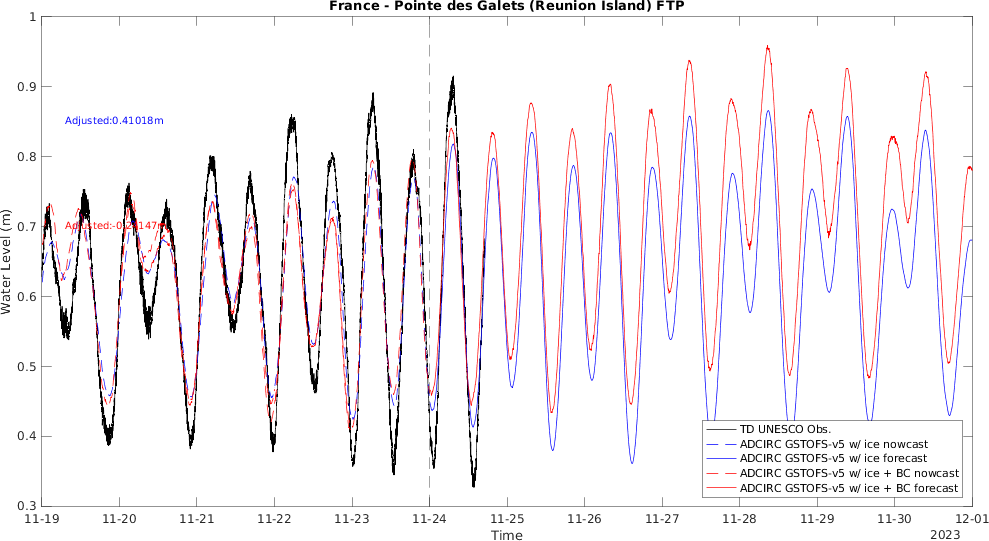 France - Pointe des Galets (Reunion Island) FTP
1
0.9
0.8
0.7
0.6
0.5
0.4
0.3
Water Level (m)
Adjusted:0.41018m
11-19
11-20
11-21
11-22
11-23
11-24
11-25
11-26
11-27
11-28
11-29
11-30
12-01
Time
2023
TD UNESCO Obs.
ADCIRC GSTOFS-v5 w/ ice nowcast
ADCIRC GSTOFS-v5 w/ ice forecast
ADCIRC GSTOFS-v5 w/ ice + BC nowcast
ADCIRC GSTOFS-v5 w/ ice + BC forecast